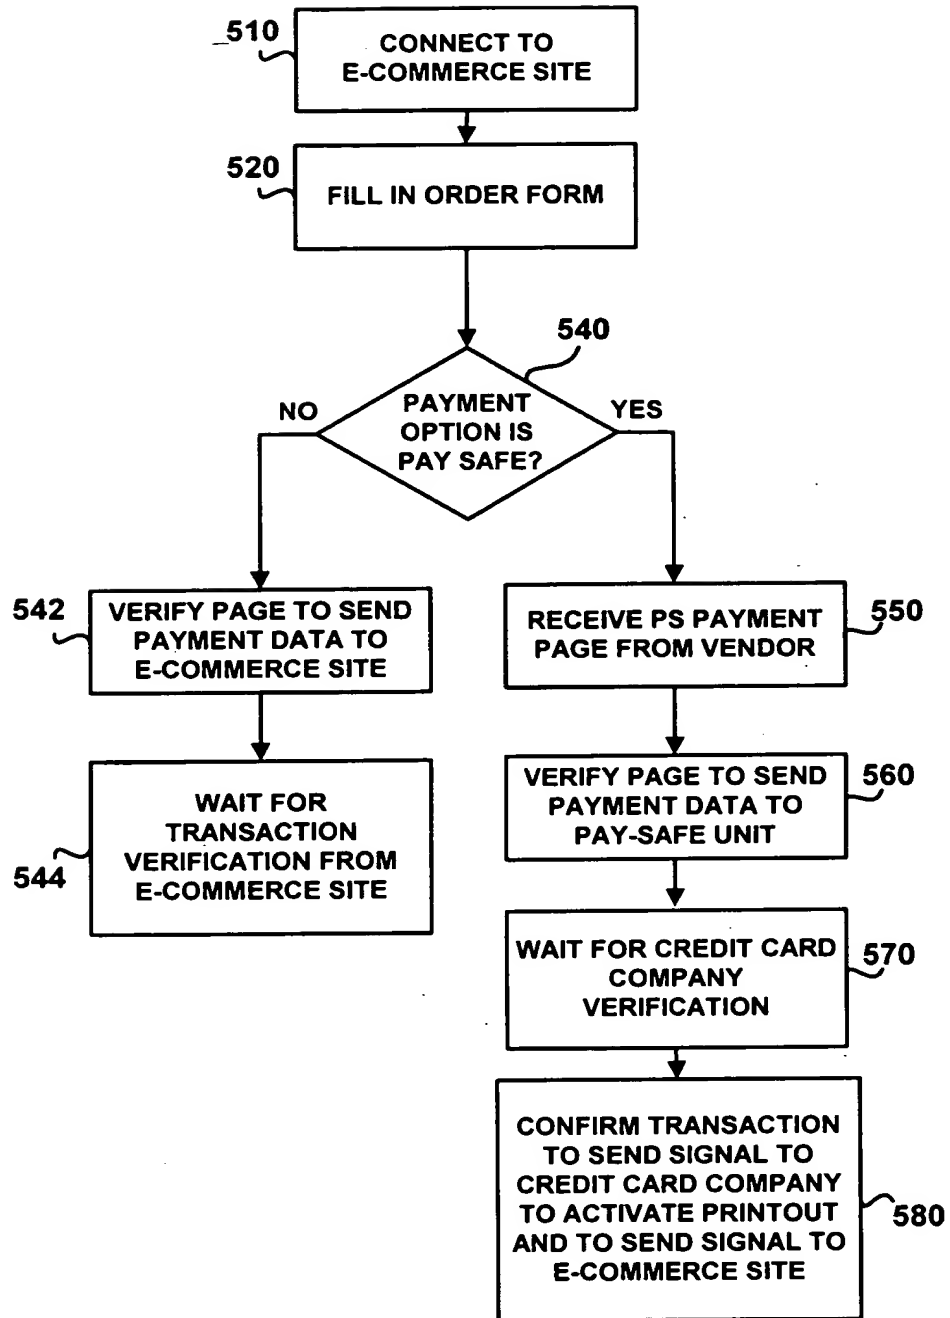 510
CONNECT TO
E-COMMERCE SITE
520
FILL IN ORDER FORM
540
PAYMENT
OPTION IS
PAY SAFE?
NO
YES
542
VERIFY PAGE TO SEND
PAYMENT DATA TO
E-COMMERCE SITE
544
WAIT FOR
TRANSACTION
VERIFICATION FROM
E-COMMERCE SITE
550
RECEIVE PS PAYMENT
PAGE FROM VENDOR
560
VERIFY PAGE TO SEND
PAYMENT DATA TO
PAY-SAFE UNIT
570
WAIT FOR CREDIT CARD
COMPANY
VERIFICATION
580
CONFIRM TRANSACTION
TO SEND SIGNAL TO
CREDIT CARD COMPANY
TO ACTIVATE PRINTOUT
AND TO SEND SIGNAL TO
E-COMMERCE SITE